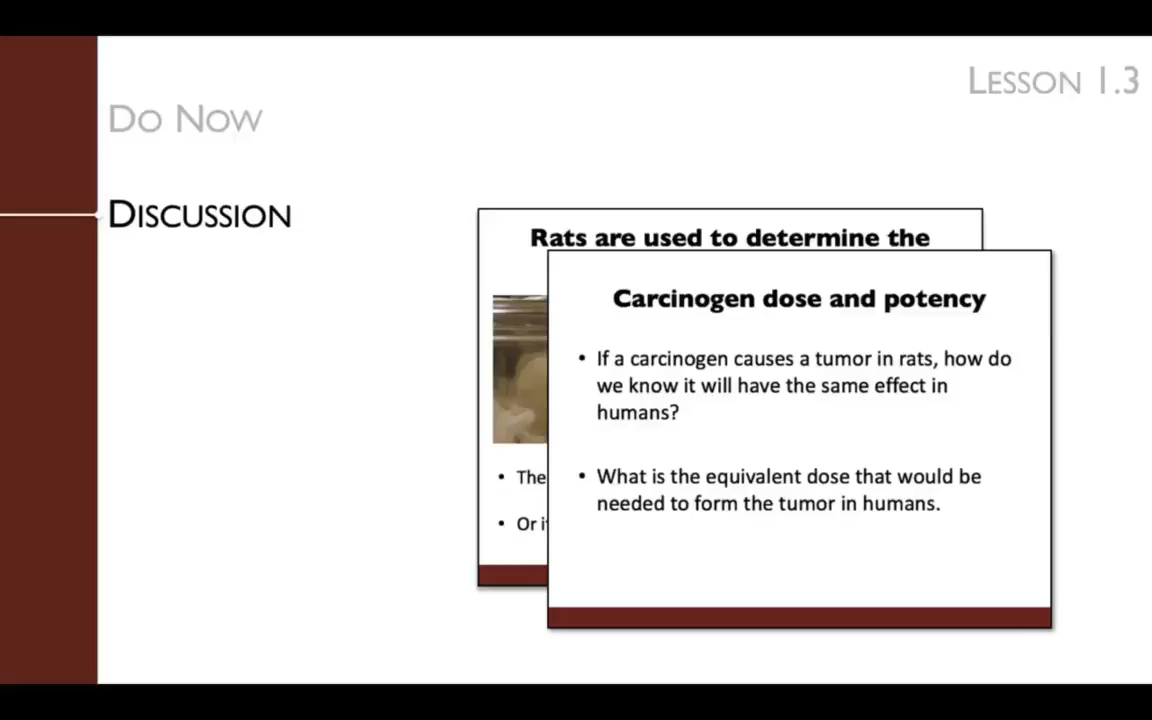 LESSON 1.3
DO NOW
DISCUSSION
Rats are used to determine the
The
Carcinogen dose and potency
• If a carcinogen causes a tumor in rats, how do
we know it will have the same effect in
humans?
• What is the equivalent dose that would be
needed to form the tumor in humans.
• The
• Or